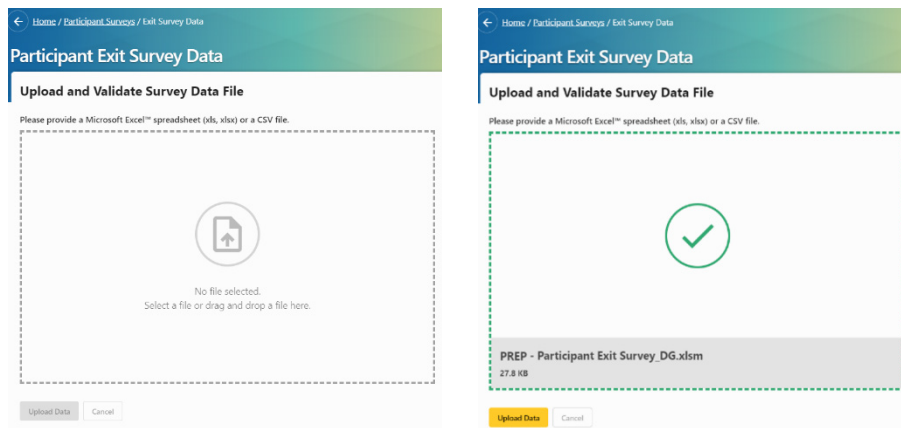 Home / Participant Surveys / Exit Survey Data
Participant Exit Survey Data
Upload and Validate Survey Data File
Please provide a Microsoft Excel™ spreadsheet (xls, xlsx) or a CSV file.
No file selected.
Select a file or drag and drop a file here.
Upload Data Cancel
Home / Participant Surveys / Exit Survey Data
Participant Exit Survey Data
Upload and Validate Survey Data File
Please provide a Microsoft Excel™ spreadsheet (xls, xlsx) or a CSV file.
PREP - Participant Exit Survey_DG.xlsm
27.8 KB
Upload Data Cancel